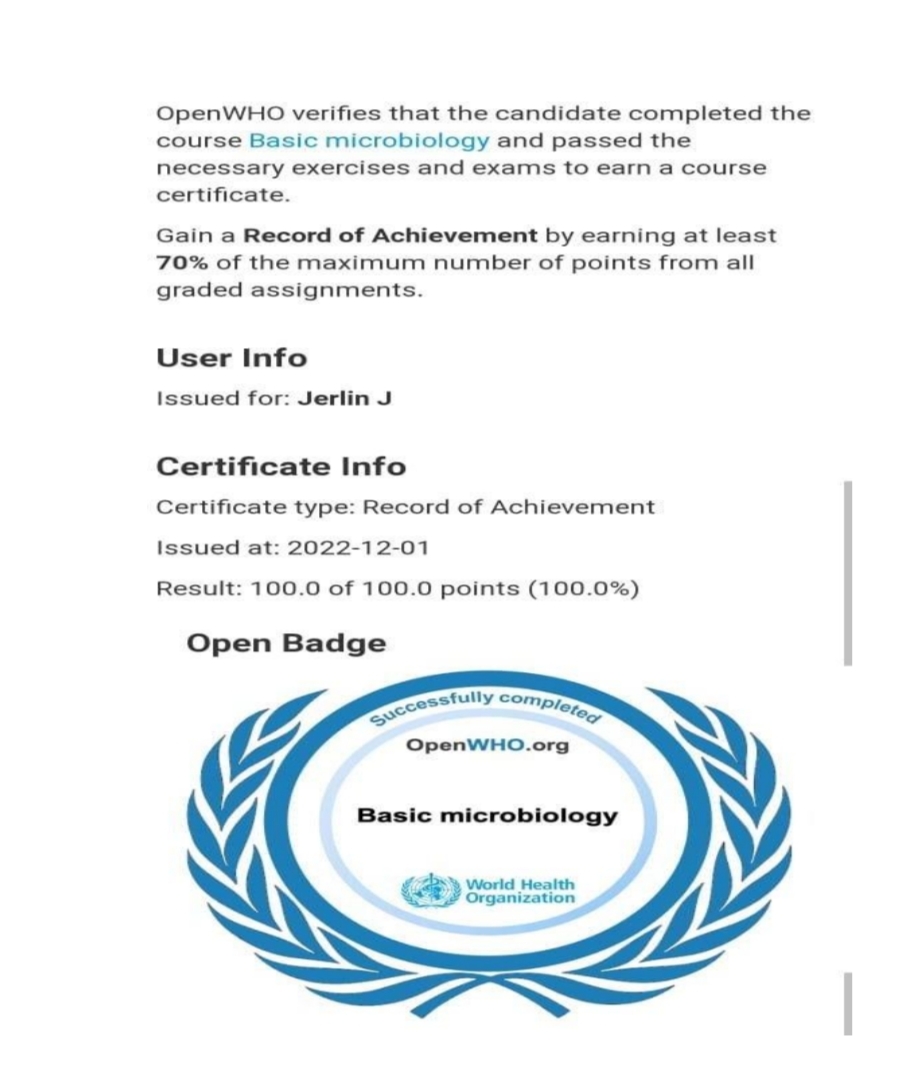 OpenWHO verifies that the candidate completed the
course Basic microbiology and passed the
necessary exercises and exams to earn a course
certificate.
Gain a Record of Achievement by earning at least
70% of the maximum number of points from all
graded assignments.
User Info
Issued for: Jerlin J
Certificate Info
Certificate type: Record of Achievement
Issued at: 2022-12-01
Result: 100.0 of 100.0 points (100.0%)
Open Badge
Successfully completed
OpenWHO.org
Basic microbiology
World Health
Organization